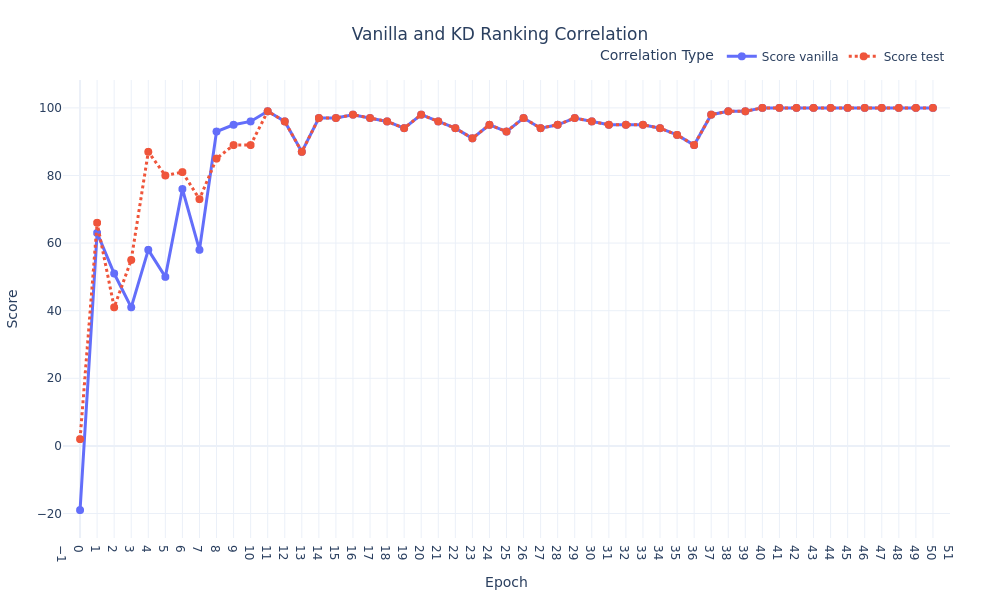 Vanilla and KD Ranking Correlation
Correlation Type Score vanilla Score test
100
80
60
40
20
0
−20
Score
−1 0 1 2 3 4 5 6 7 8 9 10 11 12 13 14 15 16 17 18 19 20 21 22 23 24 25 26 27 28 29 30 31 32 33 34 35 36 37 38 39 40 41 42 43 44 45 46 47 48 49 50 51
Epoch